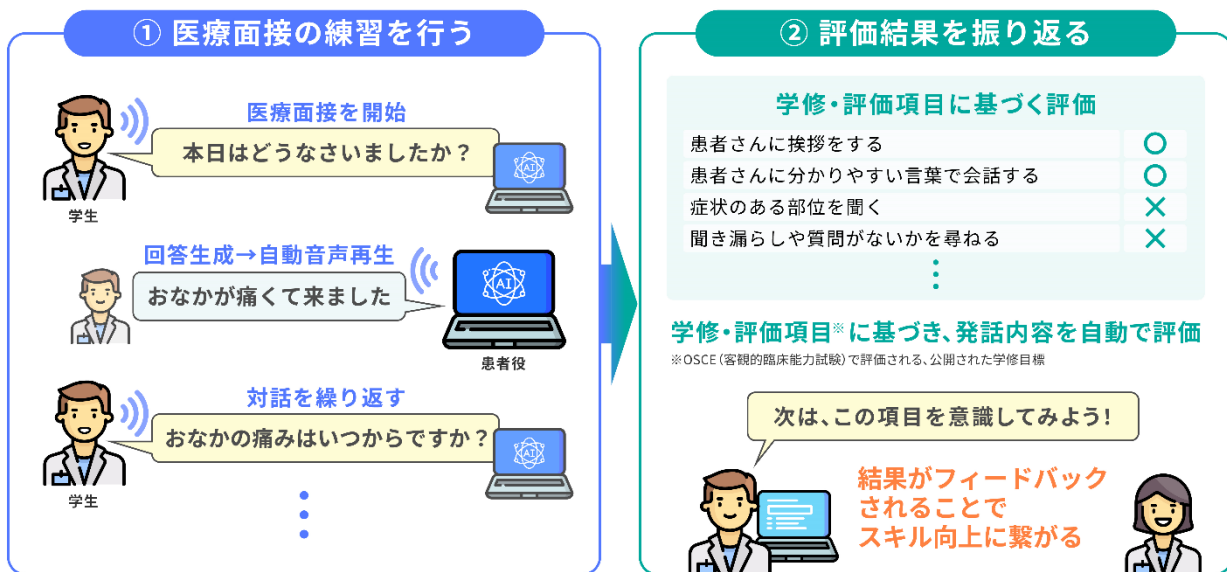 ① 医療面接の練習を行う
医療面接を開始
本日はどうなさいましたか？
AI
学生
回答生成→自動音声再生
おなかが痛くて来ました
AI
患者役
対話を繰り返す
おなかの痛みはいつからですか？
AI
学生
② 評価結果を振り返る
学修・評価項目に基づく評価
患者さんに挨拶をする ○
患者さんに分かりやすい言葉で会話する ○
症状のある部位を聞く ×
聞き漏らしや質問がないかを尋ねる ×
学修・評価項目※に基づき、発話内容を自動で評価
※OSCE（客観的臨床能力試験）で評価される、公開された学修目標
次は、この項目を意識してみよう！
結果がフィードバック
されることで
スキル向上に繋がる